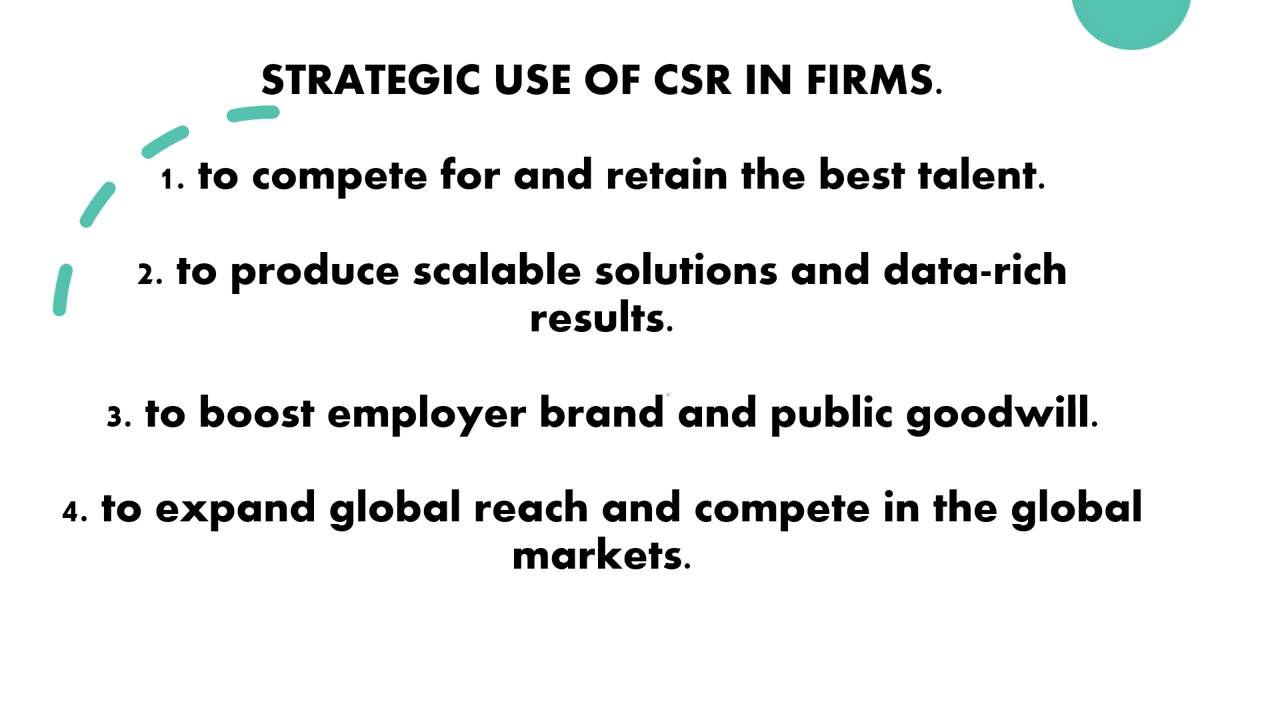 STRATEGIC USE OF CSR IN FIRMS.
1. to compete for and retain the best talent.
2. to produce scalable solutions and data-rich
results.
3. to boost employer brand and public goodwill.
4. to expand global reach and compete in the global
markets.